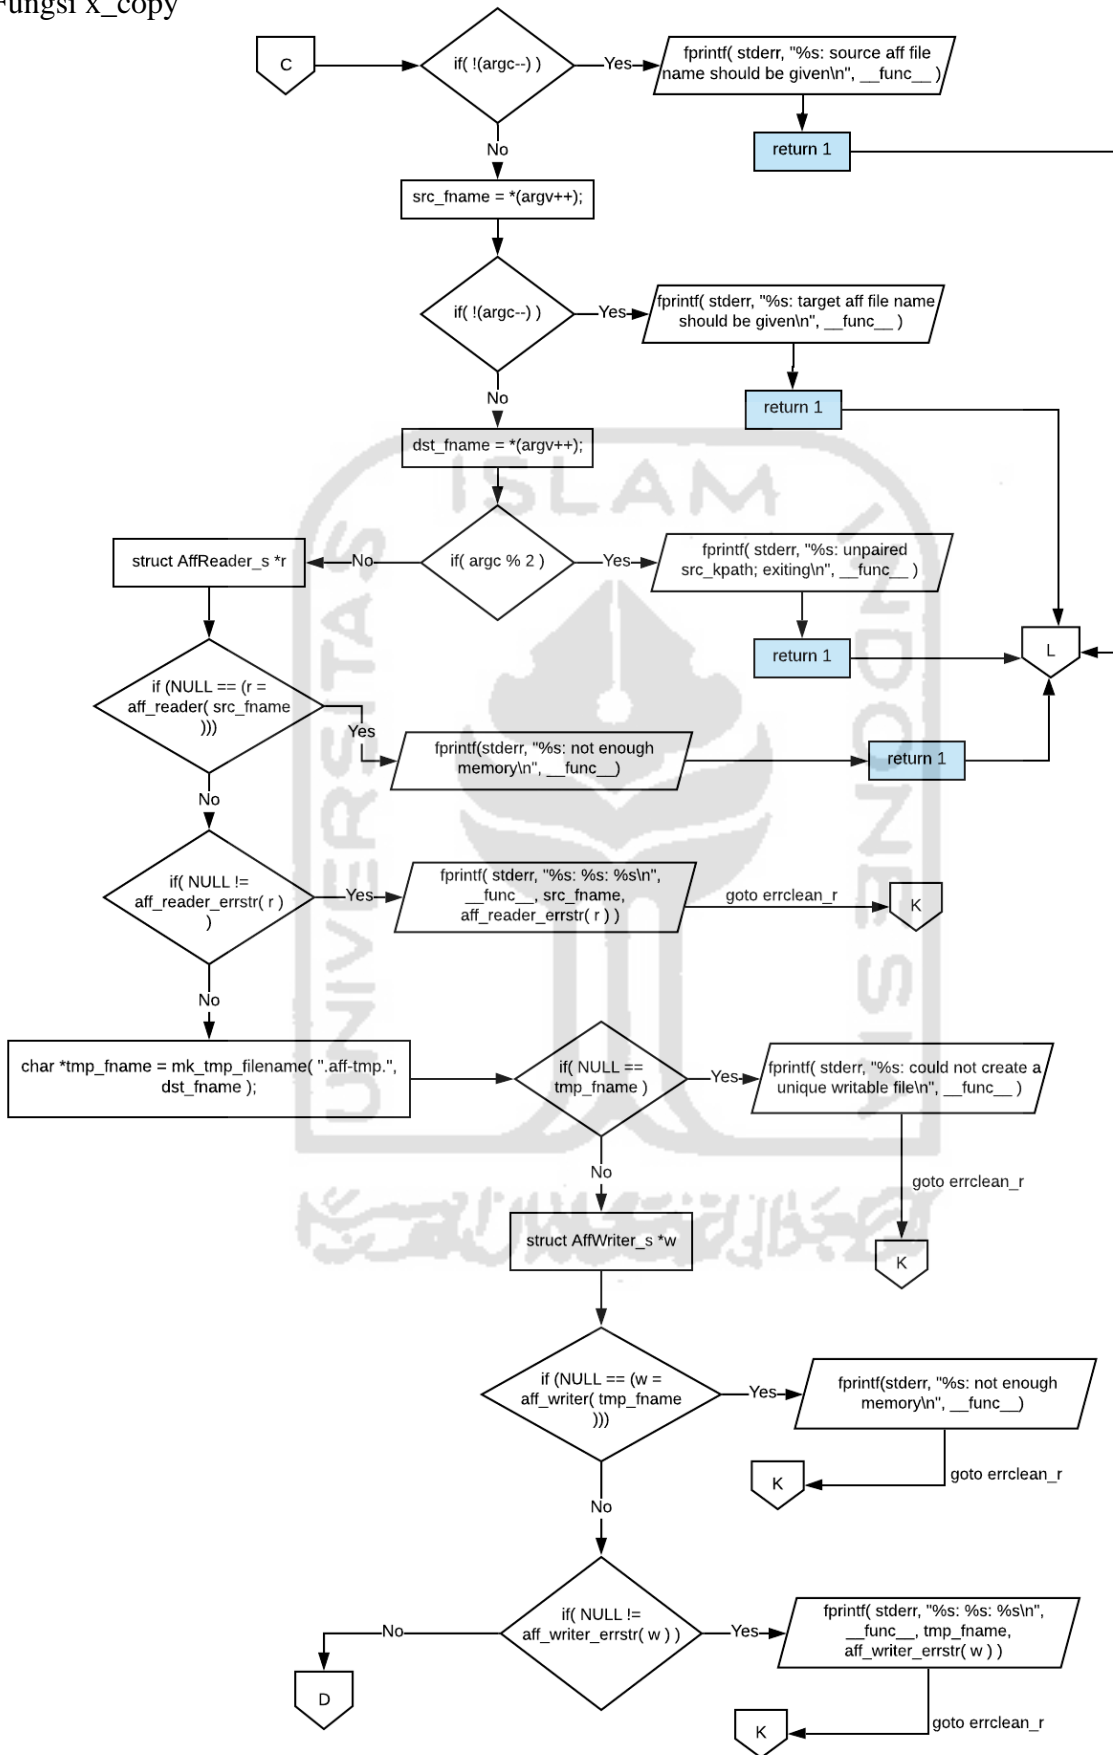 Fungsi x_copy
C
if( !(argc--) )
Yes
fprintf( stderr, "%s: source aff file
name should be given\n", __func__ )
return 1
No
src_fname = *(argv++);
if( !(argc--) )
Yes
fprintf( stderr, "%s: target aff file name
should be given\n", __func__ )
return 1
No
dst_fname = *(argv++);
ISLAM
UNIVERSITAS
INDONESIA
struct AffReader_s *r
No
if( argc % 2 )
Yes
fprintf( stderr, "%s: unpaired
src_kpath; exiting\n", __func__ )
return 1
L
if (NULL == (r =
aff_reader( src_fname
)))
Yes
fprintf(stderr, "%s: not enough
memory\n", __func__)
return 1
No
if( NULL !=
aff_reader_errstr( r )
)
Yes
fprintf( stderr, "%s: %s: %s\n",
__func__, src_fname,
aff_reader_errstr( r ) )
goto errclean_r
K
No
char *tmp_fname = mk_tmp_filename( ".aff-tmp.",
dst_fname );
if( NULL ==
tmp_fname )
Yes
fprintf( stderr, "%s: could not create a
unique writable file\n", __func__ )
goto errclean_r
K
No
struct AffWriter_s *w
if (NULL == (w =
aff_writer( tmp_fname
)))
Yes
fprintf(stderr, "%s: not enough
memory\n", __func__)
goto errclean_r
K
No
if( NULL !=
aff_writer_errstr( w ) )
Yes
fprintf( stderr, "%s: %s: %s\n",
__func__, tmp_fname,
aff_writer_errstr( w ) )
goto errclean_r
K
No
D